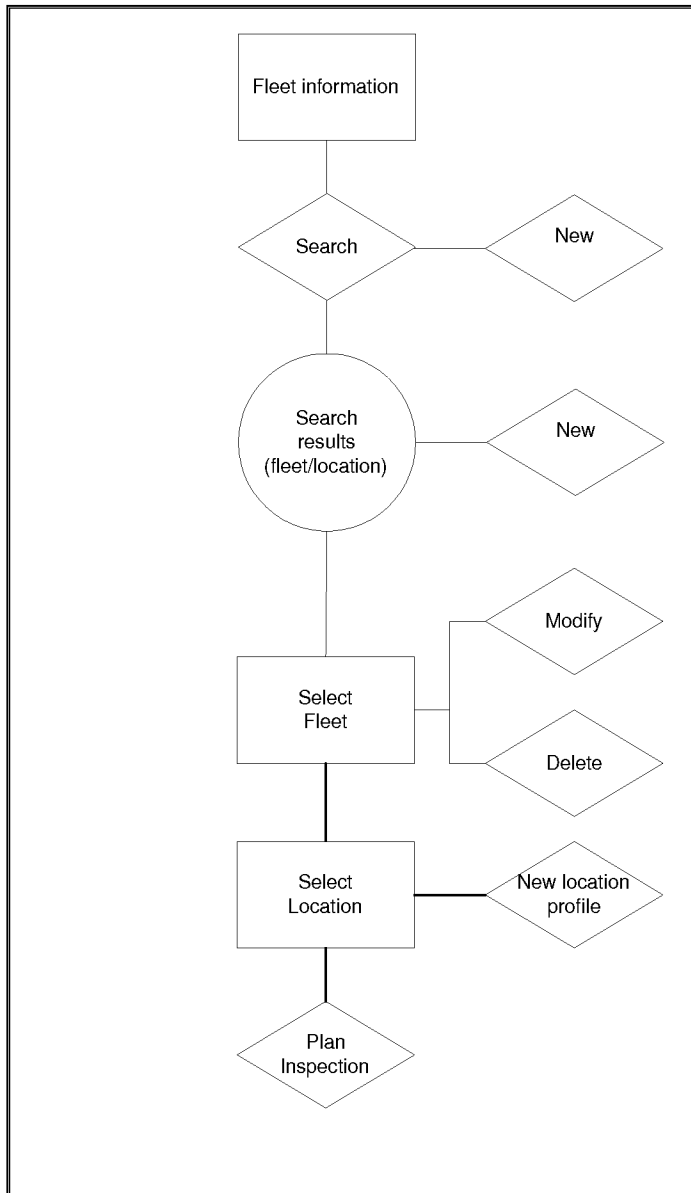 Fleet information
Search
New
Search
results
(fleet/location)
New
Modify
Select
Fleet
Delete
Select
Location
New location
profile
Plan
Inspection